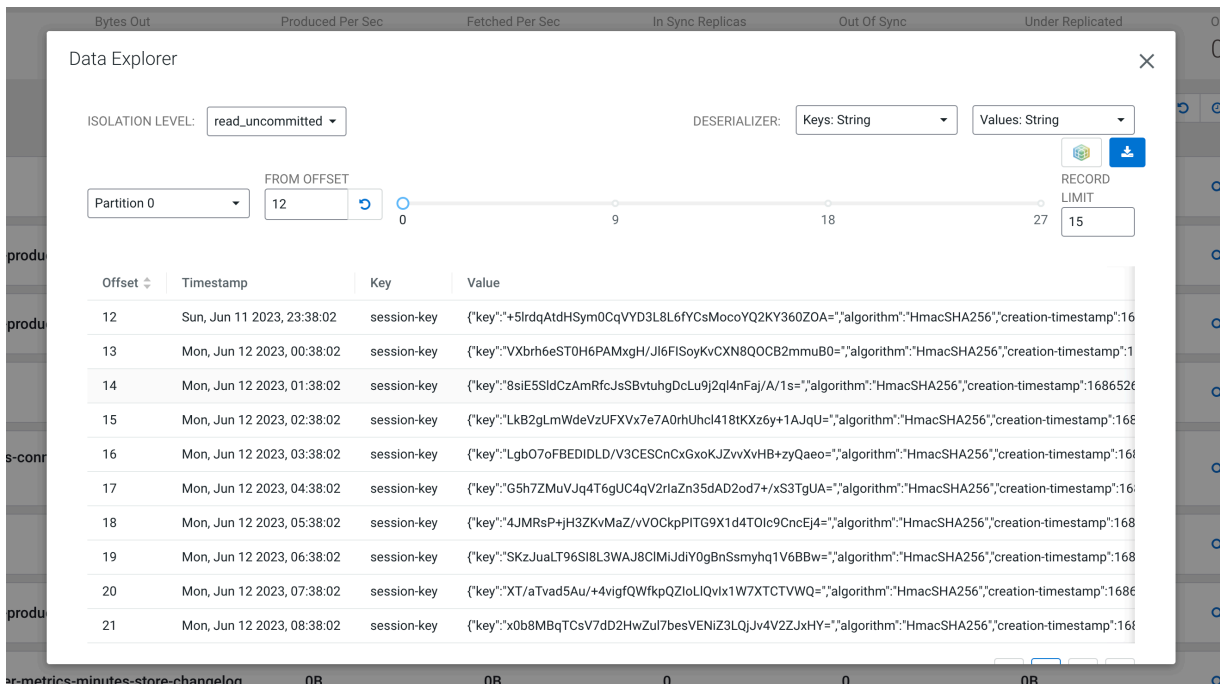 Bytes Out Produced Per Sec Fetched Per Sec In Sync Replicas Out Of Sync Under Replicated
Data Explorer
ISOLATION LEVEL: read_uncommitted DESERIALIZER: Keys: String Values: String
FROM OFFSET RECORD
LIMIT
Partition 0 12 15
0 9 18 27
Offset Timestamp Key Value
12 Sun, Jun 11 2023, 23:38:02 session-key {"key":"+5lrdqAtdHSym0CqVYD3L8L6fYCsMocoYQ2KY360ZOA=","algorithm":"HmacSHA256","creation-timestamp":16
13 Mon, Jun 12 2023, 00:38:02 session-key {"key":"VXbrh6eST0H6PAMxgH/Jl6FISoyKvCXN8QOCB2mmuB0=","algorithm":"HmacSHA256","creation-timestamp":1
14 Mon, Jun 12 2023, 01:38:02 session-key {"key":"8siE5SldCzAmRfcJsSBvtuhgDcLu9j2ql4nFaj/A/1s=","algorithm":"HmacSHA256","creation-timestamp":1686526
15 Mon, Jun 12 2023, 02:38:02 session-key {"key":"LkB2gLmWdeVzUFXVx7e7A0rhUhcl418tKXz6y+1AJqU=","algorithm":"HmacSHA256","creation-timestamp":168
16 Mon, Jun 12 2023, 03:38:02 session-key {"key":"LgbO7oFBEDIDLD/V3CESCnCxGxoKJZvvXvHB+zyQaeo=","algorithm":"HmacSHA256","creation-timestamp":168
17 Mon, Jun 12 2023, 04:38:02 session-key {"key":"G5h7ZMuVJq4T6gUC4qV2rIaZn35dAD2od7+/xS3TgUA=","algorithm":"HmacSHA256","creation-timestamp":16
18 Mon, Jun 12 2023, 05:38:02 session-key {"key":"4JMRsP+jH3ZKvMaZ/vVOCkpPITG9X1d4TOIc9CncEj4=","algorithm":"HmacSHA256","creation-timestamp":168
19 Mon, Jun 12 2023, 06:38:02 session-key {"key":"SKzJuaLT96SI8L3WAJ8ClMiJdiY0gBnSsmyhq1V6BBw=","algorithm":"HmacSHA256","creation-timestamp":168
20 Mon, Jun 12 2023, 07:38:02 session-key {"key":"XT/aTvad5Au/+4vigfQWfkpQZIoLlQvIx1W7XTCTVWQ=","algorithm":"HmacSHA256","creation-timestamp":1686
21 Mon, Jun 12 2023, 08:38:02 session-key {"key":"x0b8MBqTCsV7dD2HwZul7besVENiZ3LQjJv4V2ZJxHY=","algorithm":"HmacSHA256","creation-timestamp":168
produ
produ
s-conn
produ
er-metrics-minutes-store-changelog 0B 0B 0 0 0B